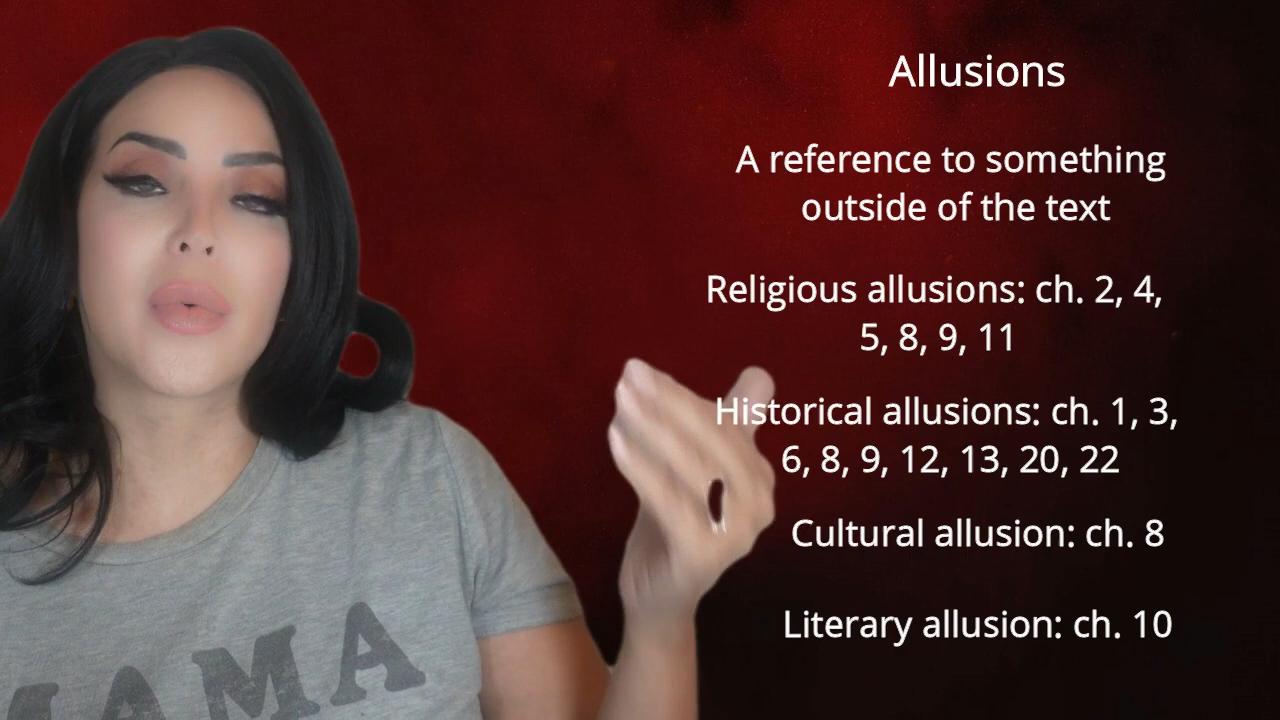 Allusions
A reference to something
outside of the text
Religious allusions: ch. 2, 4,
5, 8, 9, 11
Historical allusions: ch. 1, 3,
6, 8, 9, 12, 13, 20, 22
Cultural allusion: ch. 8
Literary allusion: ch. 10
MAMA